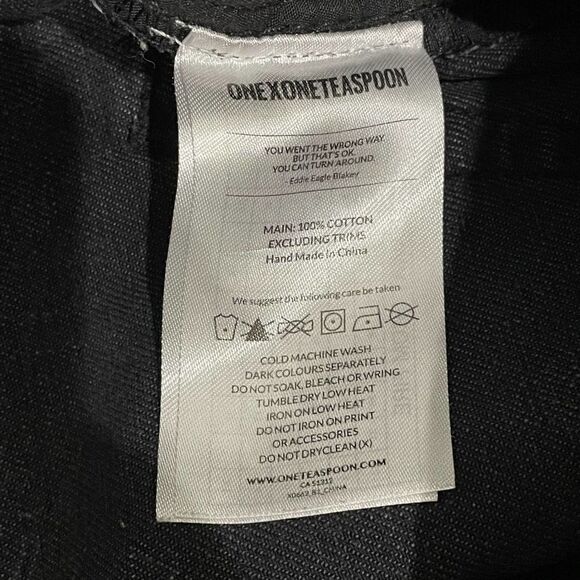 ONEXONETEASPOON
YOU WENT THE WRONG WAY.
BUT THAT'S OK.
YOU CAN TURN AROUND.
- Eddie Eagle Blakey
MAIN: 100% COTTON
EXCLUDING TRIMS
Hand Made in China
We suggest the following care be taken
COLD MACHINE WASH
DARK COLOURS SEPARATELY
DO NOT SOAK, BLEACH OR WRING
TUMBLE DRY LOW HEAT
IRON ON LOW HEAT
DO NOT IRON ON PRINT
OR ACCESSORIES
DO NOT DRYCLEAN (X)
WWW.ONETEASPOON.COM
CA 51312
X0663_B1_CHINA